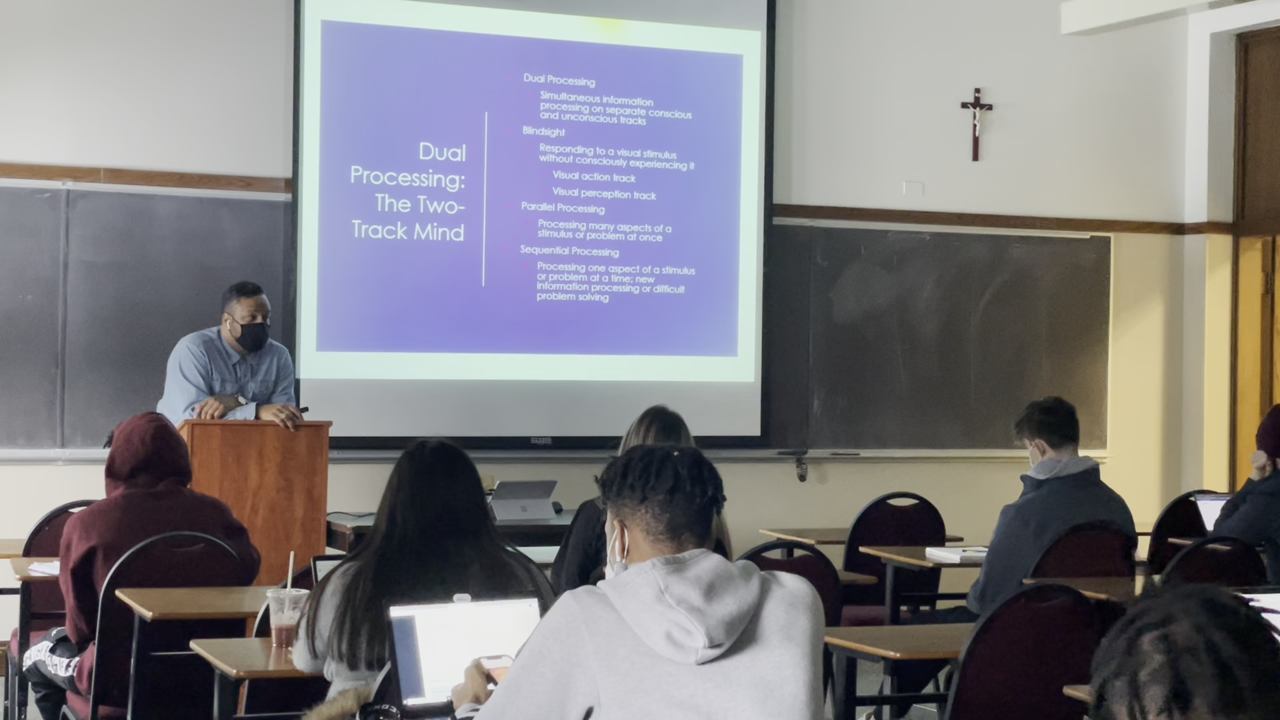 Dual
Processing:
The Two-
Track Mind
Dual Processing
Simultaneous information
processing on separate conscious
and unconscious tracks
Blindsight
Responding to a visual stimulus
without consciously experiencing it
Visual action track
Visual perception track
Parallel Processing
Processing many aspects of a
stimulus or problem at once
Sequential Processing
Processing one aspect of a stimulus
or problem at a time; new
information processing or difficult
problem solving